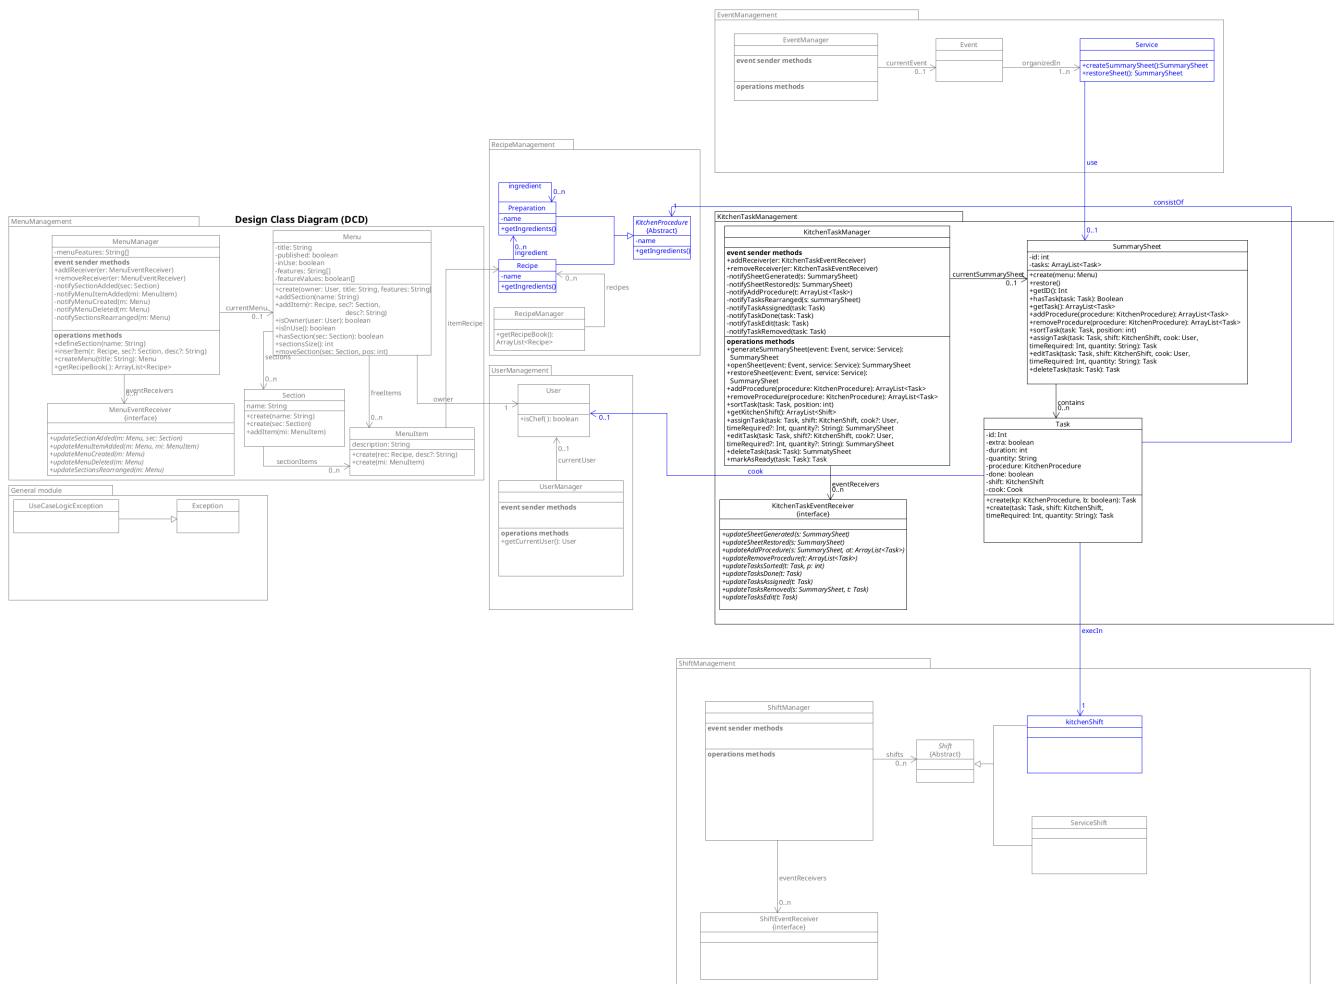 EventManagement
EventManager
event sender methods
operations methods
currentEvent
0..1
Event
organizedIn
1..n
Service
+createSummarySheet():SummarySheet
+restoreSheet(): SummarySheet
use
0..1
RecipeManagement
ingredient
0..n
Preparation
-name
+getIngredients()
0..n
ingredient
Recipe
-name
+getIngredients()
KitchenProcedure
{Abstract}
-name
+getIngredients()
1
consistOf
0..n
recipes
RecipeManager
+getRecipeBook():
ArrayList<Recipe>
Design Class Diagram (DCD)
MenuManagement
MenuManager
-menuFeatures: String[]
event sender methods
+addReceiver(er: MenuEventReceiver)
+removeReceiver(er: MenuEventReceiver)
-notifySectionAdded(sec: Section)
-notifyMenuItemAdded(mi: MenuItem)
-notifyMenuCreated(m: Menu)
-notifyMenuDeleted(m: Menu)
-notifySectionsRearranged(m: Menu)
operations methods
+defineSection(name: String)
+insertItem(r: Recipe, sec?: Section, desc?: String)
+createMenu(title: String): Menu
+getRecipeBook( ): ArrayList<Recipe>
currentMenu
0..1
Menu
-title: String
-published: boolean
-inUse: boolean
-features: String[]
-featureValues: boolean[]
+create(owner: User, title: String, features: String[]
+addSection(name: String)
+addItem(r: Recipe, sec?: Section,
desc?: String)
+isOwner(user: User): boolean
+isInUse(): boolean
+hasSection(sec: Section): boolean
+sectionsSize(): int
+moveSection(sec: Section, pos: int)
itemRecipe
sections
0..n
eventReceivers
0..n
MenuEventReceiver
{interface}
+updateSectionAdded(m: Menu, sec: Section)
+updateMenuItemAdded(m: Menu, mi: MenuItem)
+updateMenuCreated(m: Menu)
+updateMenuDeleted(m: Menu)
+updateSectionsRearranged(m: Menu)
Section
name: String
+create(name: String)
+create(sec: Section)
+addItem(mi: MenuItem)
sectionItems
0..n
freeItems
0..n
owner
1
MenuItem
description: String
+create(rec: Recipe, desc?: String)
+create(mi: MenuItem)
General module
UseCaseLogicException
Exception
UserManagement
User
+isChef( ): boolean
0..1
0..1
currentUser
UserManager
event sender methods
operations methods
+getCurrentUser(): User
KitchenTaskManagement
KitchenTaskManager
event sender methods
+addReceiver(er: KitchenTaskEventReceiver)
+removeReceiver(er: KitchenTaskEventReceiver)
-notifySheetGenerated(s: SummarySheet)
-notifySheetRestored(s: SummarySheet)
-notifyAddProcedure(t: ArrayList<Task>)
-notifyTasksRearranged(s: summarySheet)
-notifyTaskAssigned(task: Task)
-notifyTaskDone(task: Task)
-notifyTaskEdit(task: Task)
-notifyTaskRemoved(task: Task)
operations methods
+generateSummarySheet(event: Event, service: Service):
SummarySheet
+openSheet(event: Event, service: Service): SummarySheet
+restoreSheet(event: Event, service: Service):
SummarySheet
+addProcedure(procedure: KitchenProcedure): ArrayList<Task>
+removeProcedure(procedure: KitchenProcedure): ArrayList<Task>
+sortTask(task: Task, position: int)
+getKitchenShift(): ArrayList<Shift>
+assignTask(task: Task, shift: KitchenShift, cook?: User,
timeRequired?: Int, quantity?: String): SummarySheet
+editTask(task: Task, shift?: KitchenShift, cook?: User,
timeRequired?: Int, quantity?: String): SummarySheet
+deleteTask(task: Task): SummatySheet
+markAsReady(task: Task): Task
currentSummarySheet
0..1
SummarySheet
-id: int
-tasks: ArrayList<Task>
+create(menu: Menu)
+restore()
+getID(): Int
+hasTask(task: Task): Boolean
+getTask(): ArrayList<Task>
+addProcedure(procedure: KitchenProcedure): ArrayList<Task>
+removeProcedure(procedure: KitchenProcedure): ArrayList<Task>
+sortTask(task: Task, position: int)
+assignTask(task: Task, shift: KitchenShift, cook: User,
timeRequired: Int, quantity: String): Task
+editTask(task: Task, shift: KitchenShift, cook: User,
timeRequired: Int, quantity: String): Task
+deleteTask(task: Task): Task
contains
0..n
Task
-id: Int
-extra: boolean
-duration: int
-quantity: String
-procedure: KitchenProcedure
-done: boolean
-shift: KitchenShift
-cook: Cook
+create(kp: KitchenProcedure, b: boolean): Task
+create(task: Task, shift: KitchenShift,
timeRequired: Int, quantity: String): Task
cook
eventReceivers
0..n
KitchenTaskEventReceiver
{interface}
+updateSheetGenerated(s: SummarySheet)
+updateSheetRestored(s: SummarySheet)
+updateAddProcedure(s: SummarySheet, at: ArrayList<Task>)
+updateRemoveProcedure(t: ArrayList<Task>)
+updateTasksSorted(t: Task, p: int)
+updateTasksDone(t: Task)
+updateTasksAssigned(t: Task)
+updateTasksRemoved(s: SummarySheet, t: Task)
+updateTasksEdit(t: Task)
execIn
1
ShiftManagement
ShiftManager
event sender methods
operations methods
shifts
0..n
Shift
{Abstract}
kitchenShift
ServiceShift
eventReceivers
0..n
ShiftEventReceiver
{interface}